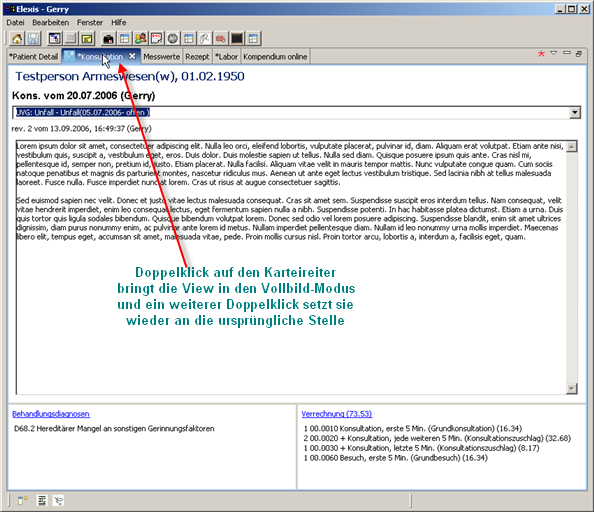 Elexis - Gerry
Datei Bearbeiten Fenster Hilfe
*Patient Detail *Konsultation Messwerte Rezept *Labor Kompendium online
Testperson Armeswesen(w), 01.02.1950
Kons. vom 20.07.2006 (Gerry)
UVG: Unfall - Unfall(05.07.2006- offen )
rev. 2 vom 13.09.2006, 16:49:37 (Gerry)
Lorem ipsum dolor sit amet, consectetuer adipiscing elit. Nulla leo orci, eleifend lobortis, vulputate placerat, pulvinar id, diam. Aliquam erat volutpat. Etiam ante nisi,
vestibulum quis, suscipit a, vestibulum eget, eros. Duis dolor. Duis molestie sapien ut tellus. Nulla sed diam. Quisque posuere ipsum quis ante. Cras nisl mi,
pellentesque id, semper non, pretium id, justo. Etiam placerat. Nulla facilisi. Aliquam vitae velit in mauris tempor mattis. Nunc vulputate congue quam. Cum sociis
natoque penatibus et magnis dis parturient montes, nascetur ridiculus mus. Aenean ut ante eget lectus vestibulum tristique. Sed lacinia nibh at tellus malesuada
laoreet. Fusce nulla. Fusce imperdiet nunc at lorem. Cras ut risus at augue consectetuer sagittis.
Sed euismod sapien nec velit. Donec et justo vitae lectus malesuada consequat. Cras sit amet sem. Suspendisse suscipit eros interdum tellus. Nam consequat, velit
vitae hendrerit imperdiet, enim leo consequat lectus, eget fermentum sapien nulla a nibh. Suspendisse potenti. In hac habitasse platea dictumst. Etiam a urna. Duis
quis tortor quis ligula sodales bibendum. Quisque bibendum volutpat lorem. Donec sed odio vel lorem posuere adipiscing. Suspendisse blandit, enim sit amet ultrices
dignissim, diam purus nonummy enim, ac pulvinar ante lorem id metus. Nullam imperdiet pellentesque diam. Nullam id leo nonummy urna mollis imperdiet. Maecenas
libero elit, tempus eget, accumsan sit amet, malesuada vitae, pede. Proin mollis cursus nisl. Proin tortor arcu, lobortis a, interdum a, facilisis eget, quam.
Doppelklick auf den Karteireiter
bringt die View in den Vollbild-Modus
und ein weiterer Doppelklick setzt sie
wieder an die ursprüngliche Stelle
Behandlungsdiagnosen
D68.2 Hereditärer Mangel an sonstigen Gerinnungsfaktoren
Verrechnung (73.53)
1 00.0010 Konsultation, erste 5 Min. (Grundkonsultation) (16.34)
2 00.0020 + Konsultation, jede weiteren 5 Min. (Konsultationszuschlag) (32.68)
1 00.0030 + Konsultation, letzte 5 Min. (Konsultationszuschlag) (8.17)
1 00.0060 Besuch, erste 5 Min. (Grundbesuch) (16.34)